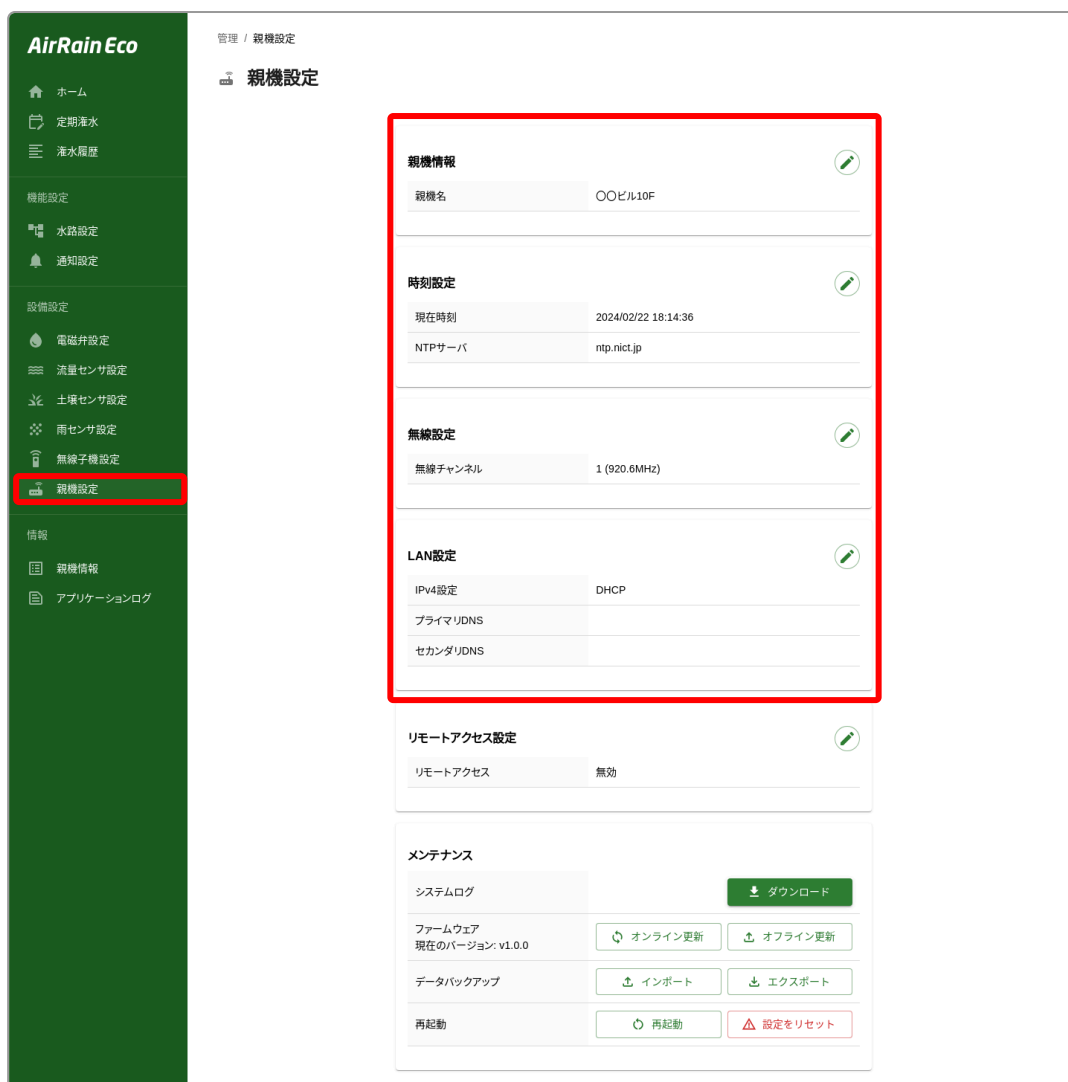 AirRain Eco
ホーム
定期潅水
潅水履歴
機能設定
水路設定
通知設定
設備設定
電磁弁設定
流量センサ設定
土壌センサ設定
雨センサ設定
無線子機設定
親機設定
情報
親機情報
アプリケーションログ
管理 / 親機設定
親機設定
親機情報
親機名 〇〇ビル10F
時刻設定
現在時刻 2024/02/22 18:14:36
NTPサーバ ntp.nict.jp
無線設定
無線チャンネル 1 (920.6MHz)
LAN設定
IPv4設定 DHCP
プライマリDNS
セカンダリDNS
リモートアクセス設定
リモートアクセス 無効
メンテナンス
システムログ ダウンロード
ファームウェア
現在のバージョン: v1.0.0 オンライン更新 オフライン更新
データバックアップ インポート エクスポート
再起動 再起動 設定をリセット